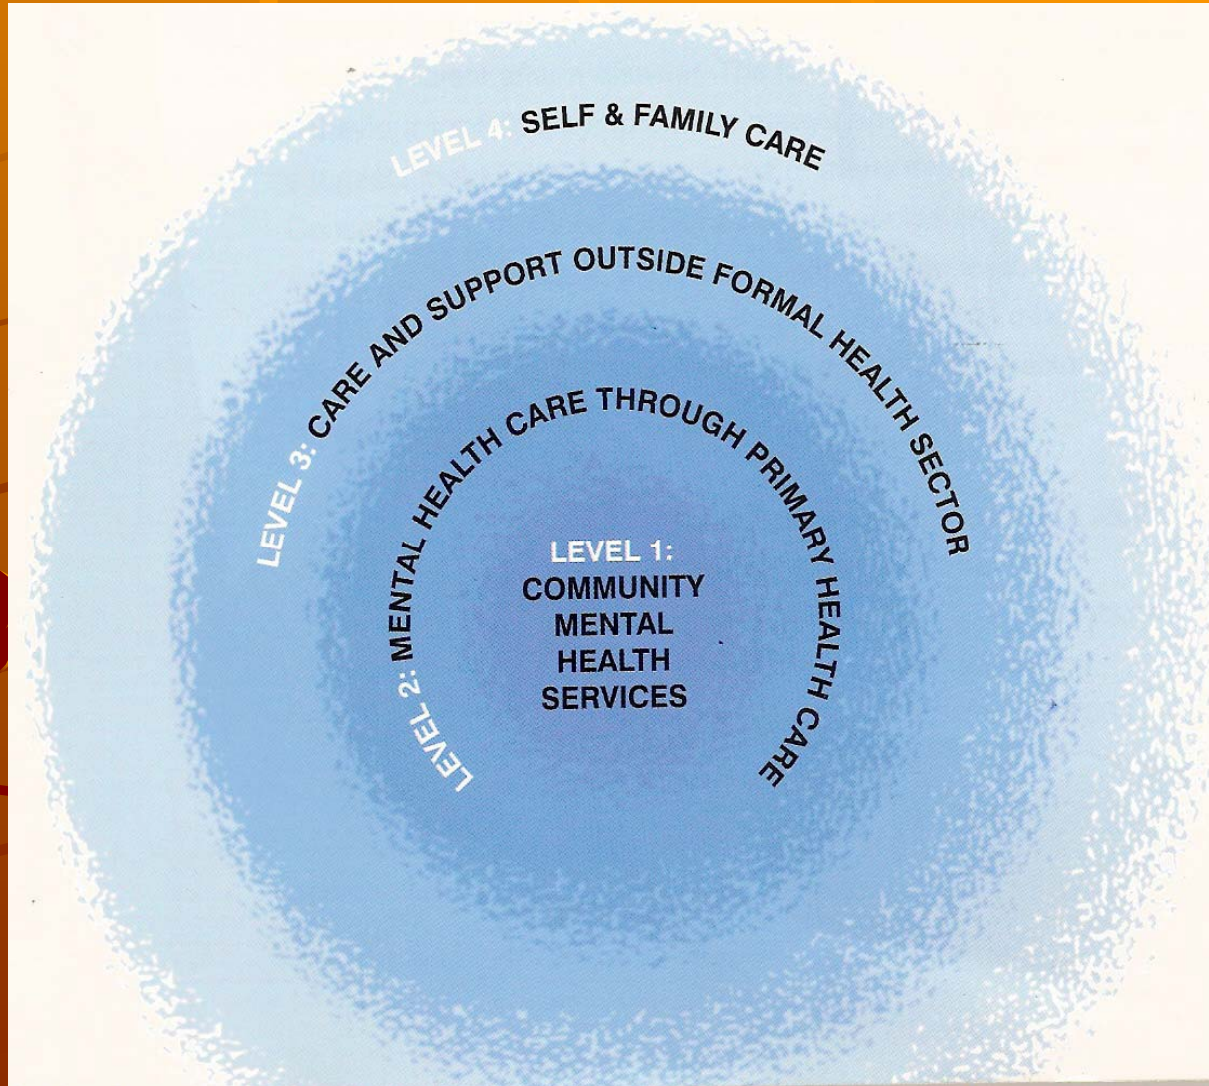 LEVEL 4: SELF & FAMILY CARE
LEVEL 3: CARE AND SUPPORT OUTSIDE FORMAL HEALTH SECTOR
LEVEL 2: MENTAL HEALTH CARE THROUGH PRIMARY HEALTH CARE
LEVEL 1:
COMMUNITY
MENTAL
HEALTH
SERVICES